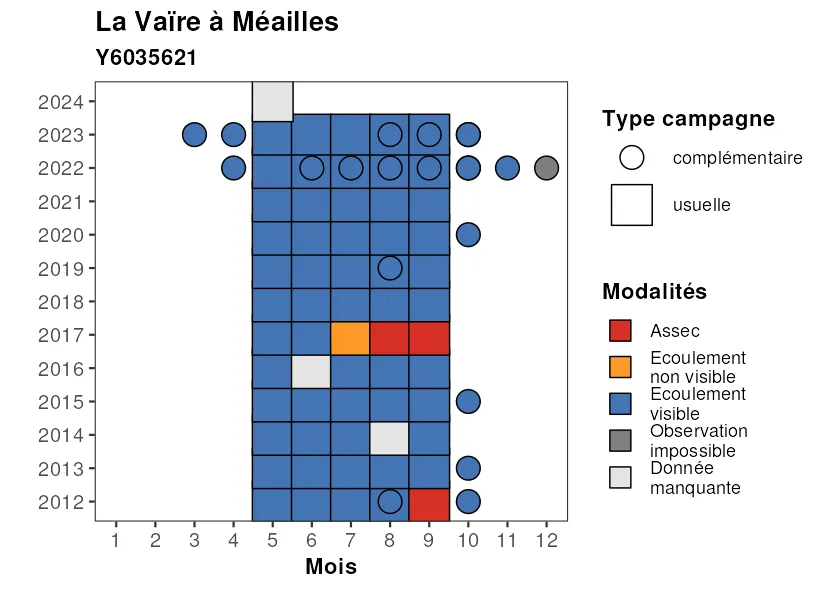 La Vaïre à Méailles
Y6035621
2024
2023
2022
2021
2020
2019
2018
2017
2016
2015
2014
2013
2012
1 2 3 4 5 6 7 8 9 10 11 12
Mois
Type campagne
complémentaire
usuelle
Modalités
Assec
Ecoulement
non visible
Ecoulement
visible
Observation
impossible
Donnée
manquante